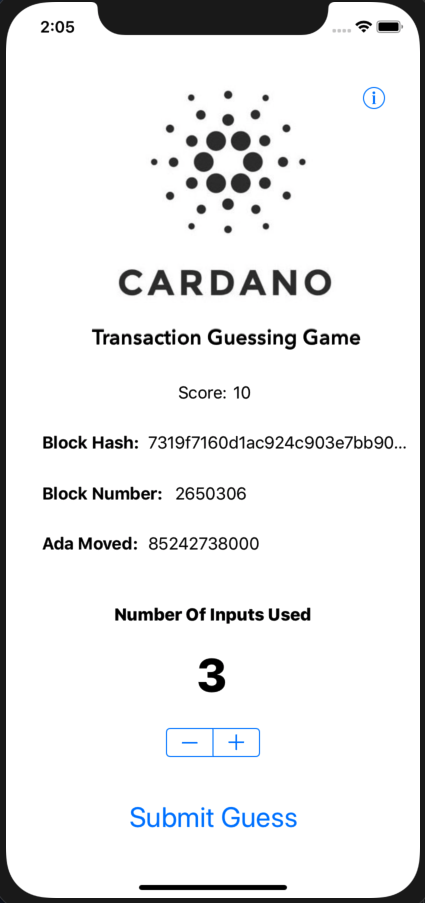 2:05
CARDANO
Transaction Guessing Game
Score: 10
Block Hash: 7319f7160d1ac924c903e7bb90...
Block Number: 2650306
Ada Moved: 85242738000
Number Of Inputs Used
3
− +
Submit Guess